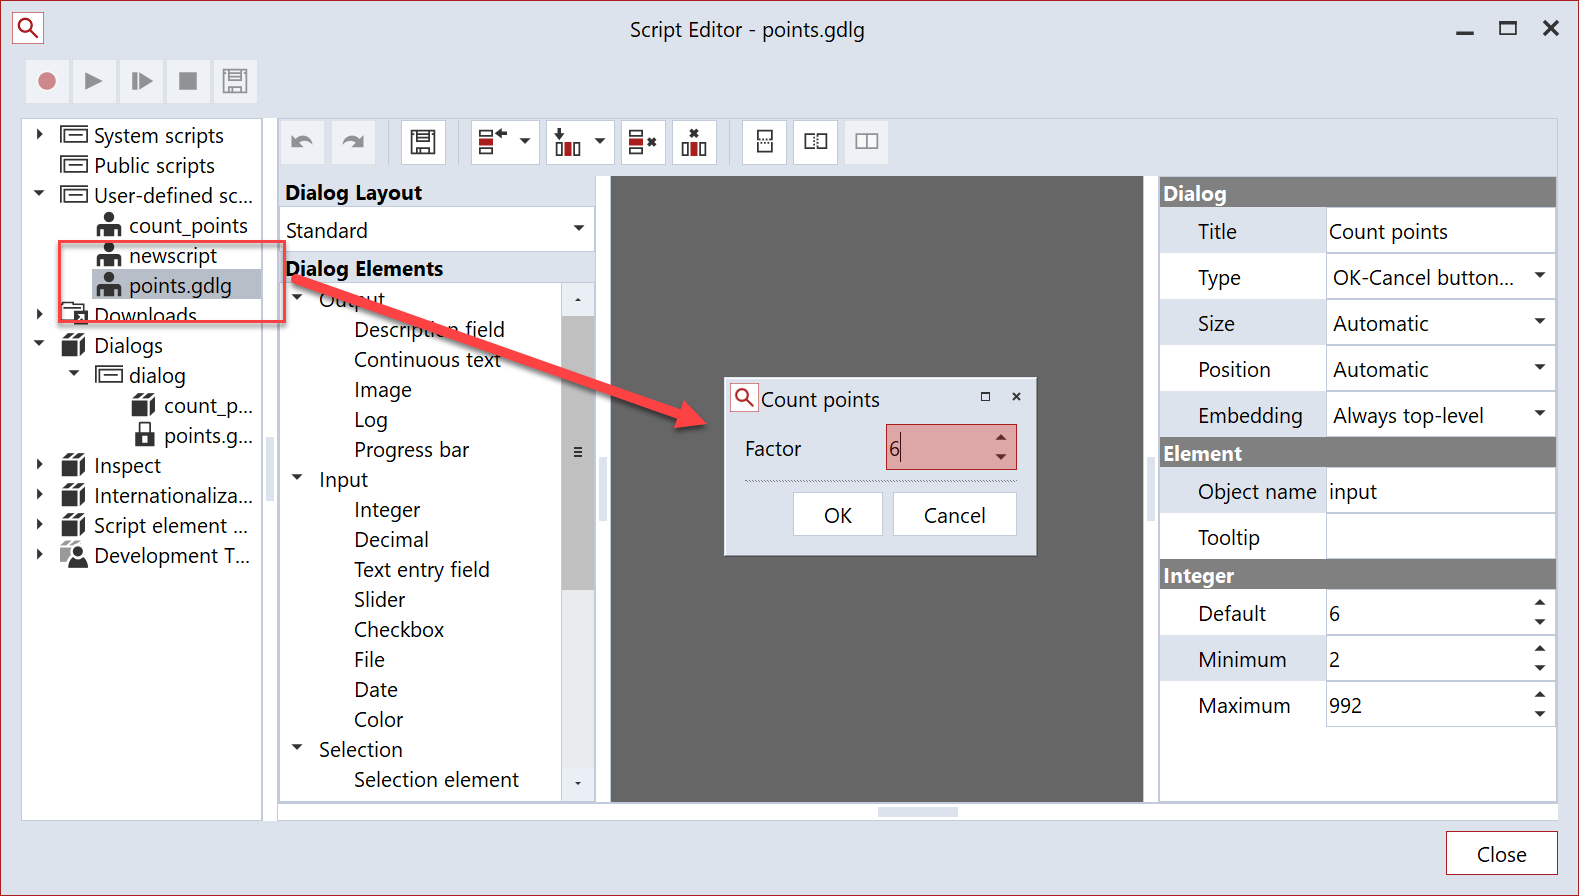 Script Editor - points.gdlg
System scripts
Public scripts
User-defined sc...
count_points
newscript
points.gdlg
Downloads
Dialogs
dialog
count_p...
points.g...
Inspect
Internationaliza...
Script element ...
Development T...
Dialog Layout
Standard
Dialog Elements
Output
Description field
Continuous text
Image
Log
Progress bar
Input
Integer
Decimal
Text entry field
Slider
Checkbox
File
Date
Color
Selection
Selection element
Count points
Factor 6
OK Cancel
Dialog
Title Count points
Type OK-Cancel button...
Size Automatic
Position Automatic
Embedding Always top-level
Element
Object name input
Tooltip
Integer
Default 6
Minimum 2
Maximum 992
Close